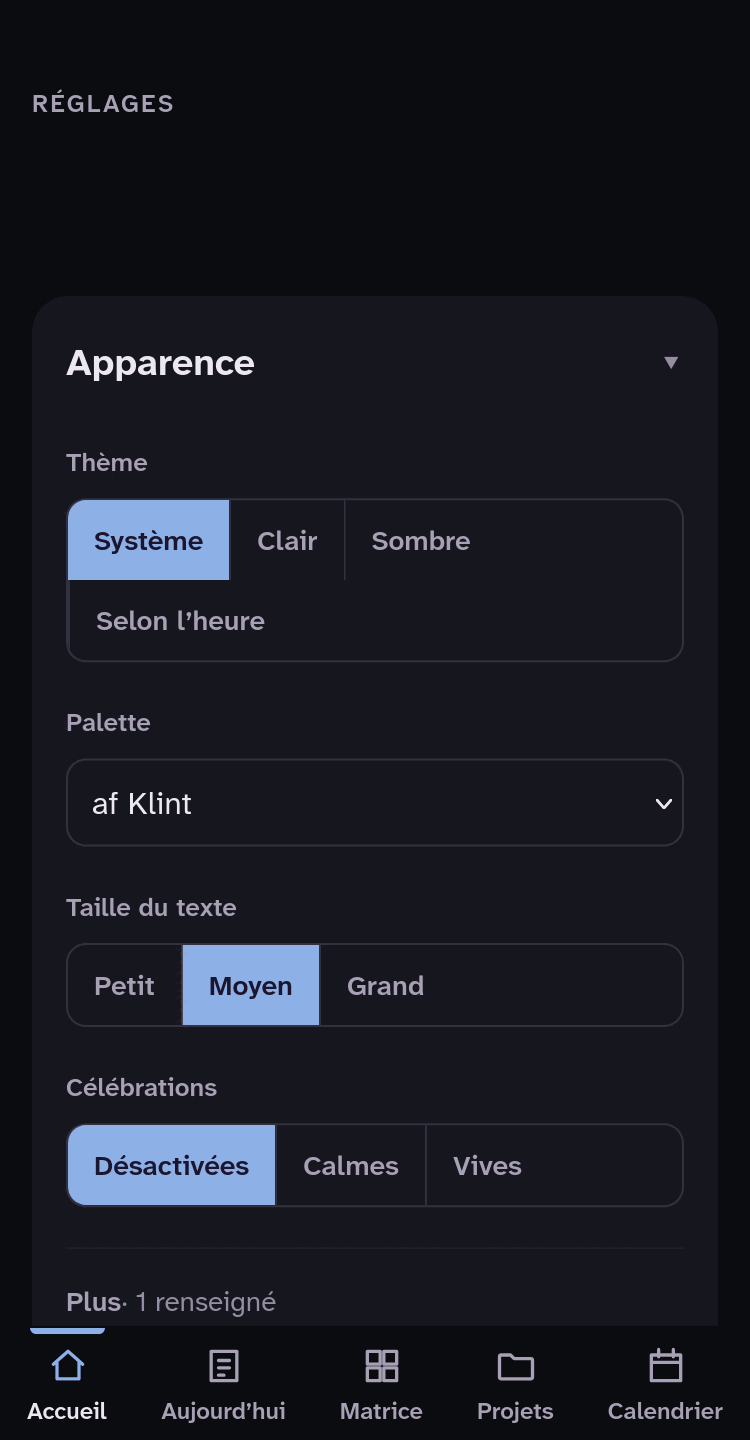 RÉGLAGES
Apparence
Thème
Système Clair Sombre
Selon l’heure
Palette
af Klint
Taille du texte
Petit Moyen Grand
Célébrations
Désactivées Calmes Vives
Plus· 1 renseigné
Accueil Aujourd’hui Matrice Projets Calendrier